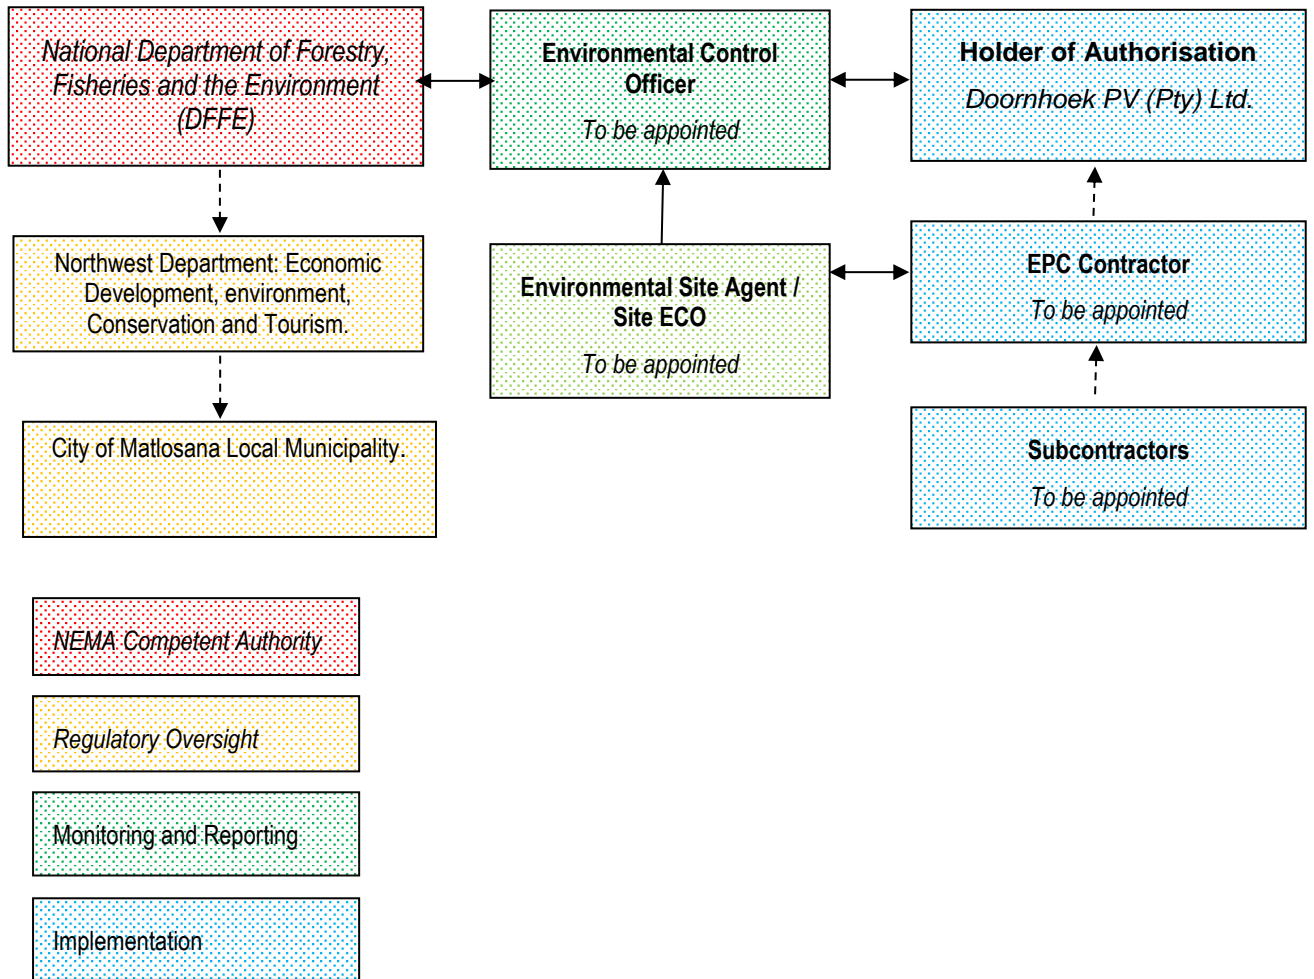 National Department of Forestry,
Fisheries and the Environment
(DFFE)
Environmental Control
Officer
To be appointed
Holder of Authorisation
Doornhoek PV (Pty) Ltd.
Northwest Department: Economic
Development, environment,
Conservation and Tourism.
Environmental Site Agent /
Site ECO
To be appointed
EPC Contractor
To be appointed
City of Matlosana Local Municipality.
Subcontractors
To be appointed
NEMA Competent Authority
Regulatory Oversight
Monitoring and Reporting
Implementation